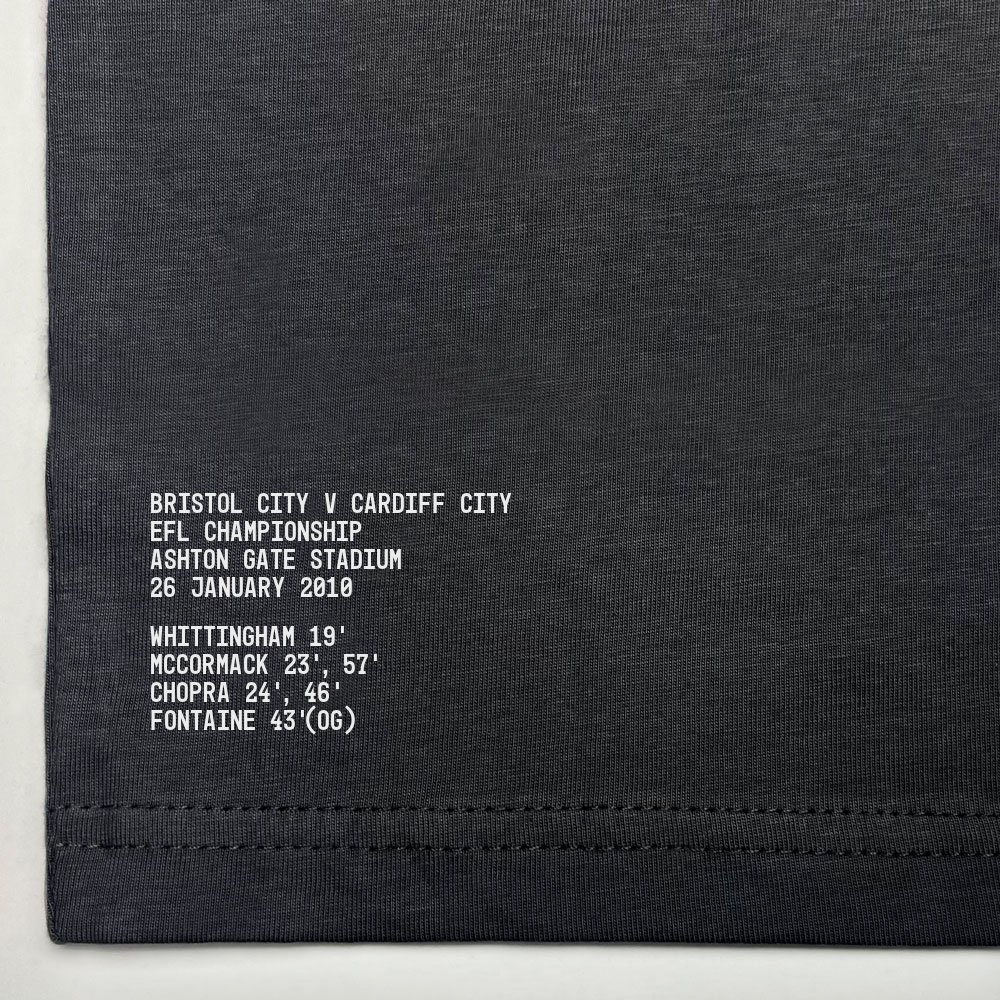 BRISTOL CITY V CARDIFF CITY
EFL CHAMPIONSHIP
ASHTON GATE STADIUM
26 JANUARY 2010
WHITTINGHAM 19'
MCCORMACK 23', 57'
CHOPRA 24', 46'
FONTAINE 43'(OG)